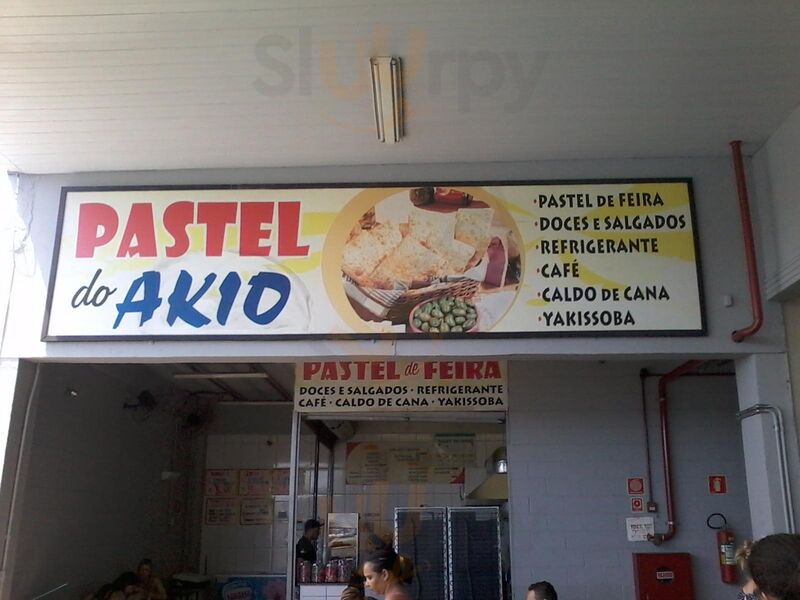 Sluurpy
PASTEL
do AKIO
·PASTEL DE FEIRA
·DOCES E SALGADOS
·REFRIGERANTE
·CAFÉ
·CALDO DE CANA
·YAKISSOBA
PASTEL de FEIRA
DOCES E SALGADOS · REFRIGERANTE
CAFÉ · CALDO DE CANA · YAKISSOBA